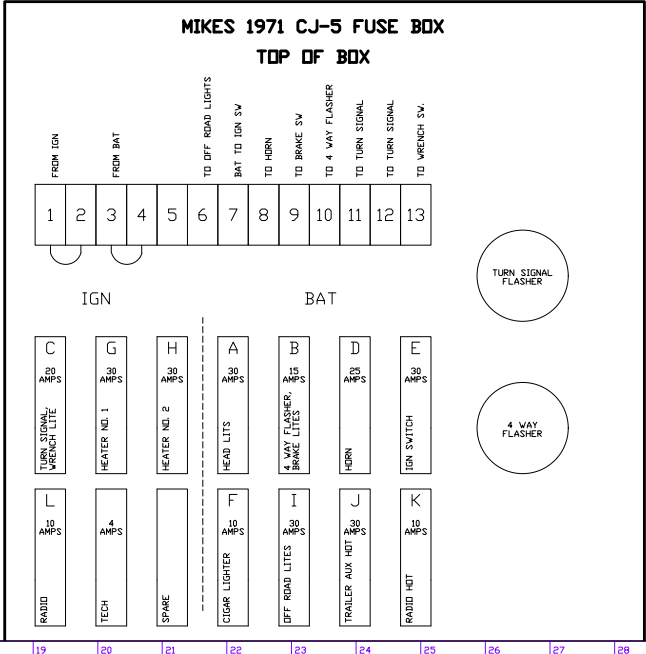 MIKES 1971 CJ-5 FUSE BOX
TOP OF BOX
FROM IGN
FROM BAT
TO OFF ROAD LIGHTS
BAT TO IGN SW
TO HORN
TO BRAKE SW
TO 4 WAY FLASHER
TO TURN SIGNAL
TO TURN SIGNAL
TO WRENCH SW.
1 2 3 4 5 6 7 8 9 10 11 12 13
TURN SIGNAL
FLASHER
IGN
BAT
C
20
AMPS
TURN SIGNAL,
WRENCH LITE
G
30
AMPS
HEATER NO. 1
H
30
AMPS
HEATER NO. 2
A
30
AMPS
HEAD LITS
B
15
AMPS
4 WAY FLASHER,
BRAKE LITES
D
25
AMPS
HORN
E
30
AMPS
IGN SWITCH
4 WAY
FLASHER
L
10
AMPS
RADIO
4
AMPS
TECH
SPARE
F
10
AMPS
CIGAR LIGHTER
I
30
AMPS
OFF ROAD LITES
J
30
AMPS
TRAILER AUX HOT
K
10
AMPS
RADIO HOT
19 20 21 22 23 24 25 26 27 28